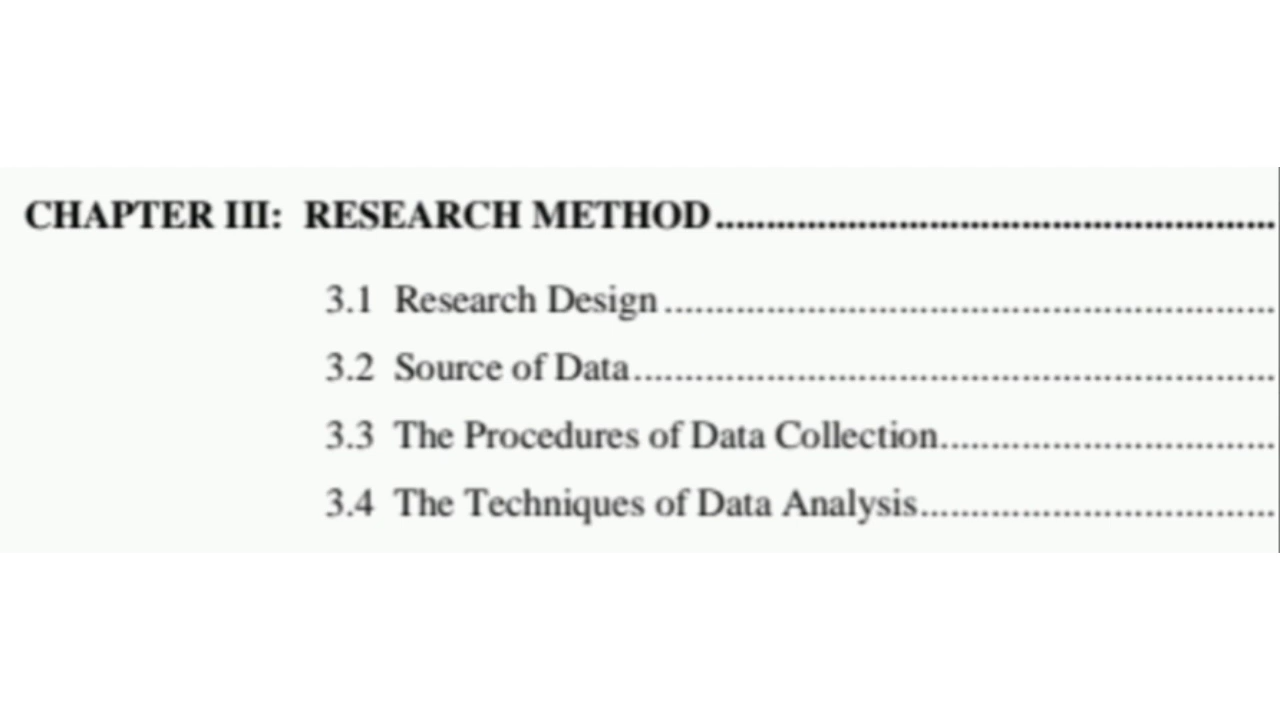 CHAPTER III: RESEARCH METHOD........................................................
3.1 Research Design.............................................................
3.2 Source of Data................................................................
3.3 The Procedures of Data Collection.................................
3.4 The Techniques of Data Analysis...................................